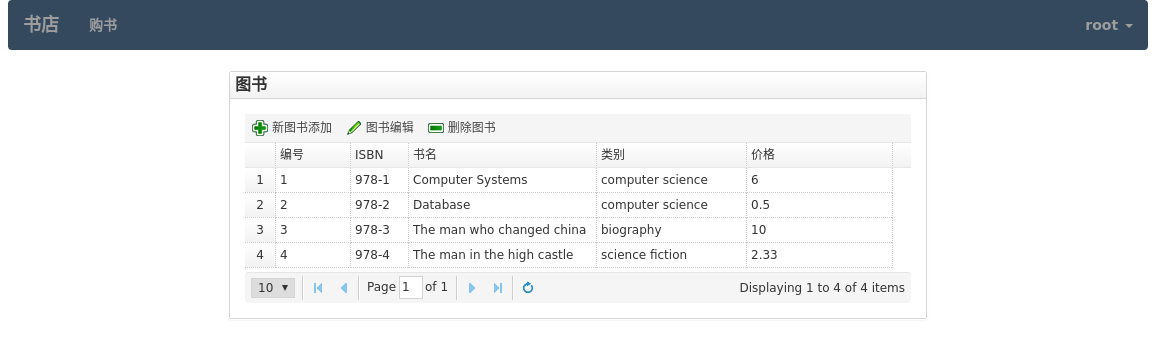 书店 购书 root
图书
新图书添加 图书编辑 删除图书
编号 ISBN 书名 类别 价格
1 1 978-1 Computer Systems computer science 6
2 2 978-2 Database computer science 0.5
3 3 978-3 The man who changed china biography 10
4 4 978-4 The man in the high castle science fiction 2.33
10 Page 1 of 1 Displaying 1 to 4 of 4 items